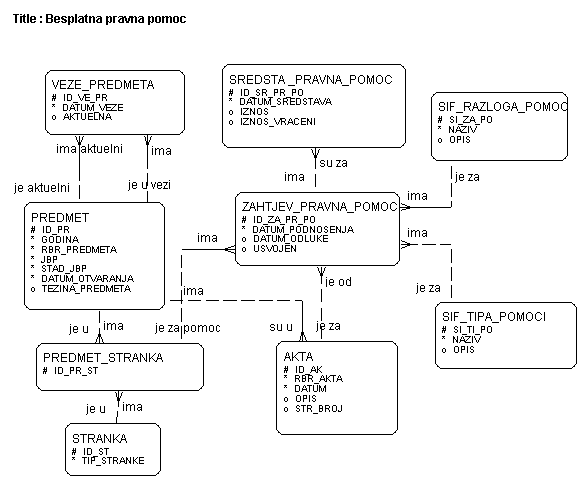 Title : Besplatna pravna pomoc
VEZE_PREDMETA
# ID_VE_PR
* DATUM_VEZE
o AKTUELNA
SREDSTA_PRAVNA_POMOC
# ID_SR_PR_PO
* DATUM_SREDSTAVA
o IZNOS
o IZNOS_VRACENI
SIF_RAZLOGA_POMOC
# SI_ZA_PO
* NAZIV
o OPIS
ima aktuelni
ima
su za
je aktuelni
je u vezi
ima
je za
ima
PREDMET
# ID_PR
* GODINA
* RBR_PREDMETA
* JBP
* STAD_JBP
* DATUM_OTVARANJA
o TEZINA_PREDMETA
ZAHTJEV_PRAVNA_POMOC
# ID_ZA_PR_PO
* DATUM_PODNOSENJA
o DATUM_ODLUKE
o USVOJEN
ima
ima
je od
ima
je za
je u
ima
je za pomoc
su u
je za
SIF_TIPA_POMOCI
# SI_TI_PO
* NAZIV
o OPIS
PREDMET_STRANKA
# ID_PR_ST
AKTA
# ID_AK
* RBR_AKTA
* DATUM
o OPIS
o STR_BROJ
je u
ima
STRANKA
# ID_ST
* TIP_STRANKE